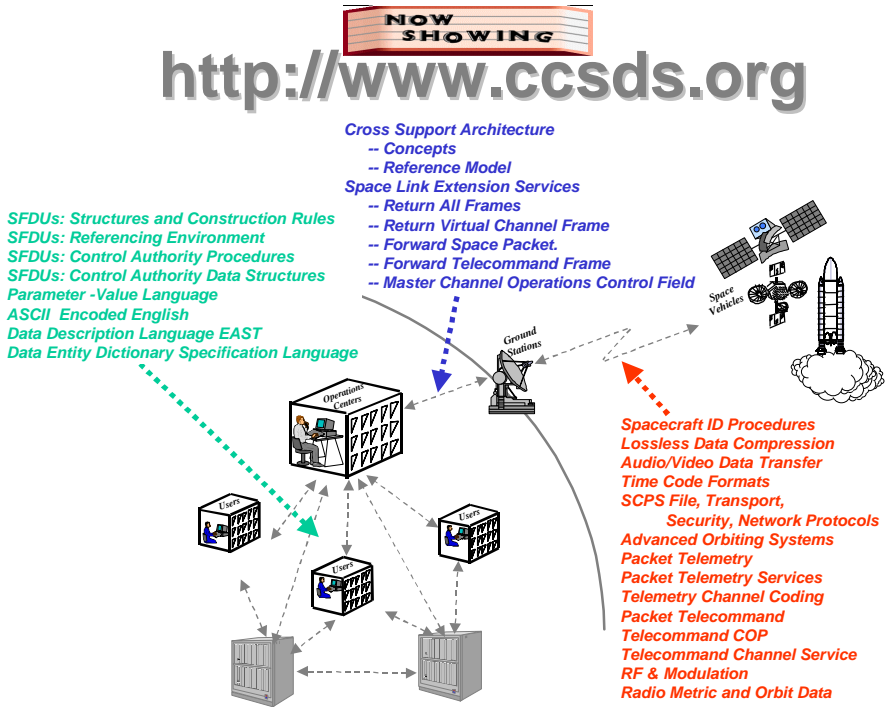 NOW
SHOWING
http://www.ccsds.org
Cross Support Architecture
-- Concepts
-- Reference Model
Space Link Extension Services
-- Return All Frames
-- Return Virtual Channel Frame
-- Forward Space Packet.
-- Forward Telecommand Frame
-- Master Channel Operations Control Field
SFDUs: Structures and Construction Rules
SFDUs: Referencing Environment
SFDUs: Control Authority Procedures
SFDUs: Control Authority Data Structures
Parameter -Value Language
ASCII Encoded English
Data Description Language EAST
Data Entity Dictionary Specification Language
Space
Vehicles
Ground
Stations
Operations
Centers
Users
Users
Users
Spacecraft ID Procedures
Lossless Data Compression
Audio/Video Data Transfer
Time Code Formats
SCPS File, Transport,
Security, Network Protocols
Advanced Orbiting Systems
Packet Telemetry
Packet Telemetry Services
Telemetry Channel Coding
Packet Telecommand
Telecommand COP
Telecommand Channel Service
RF & Modulation
Radio Metric and Orbit Data